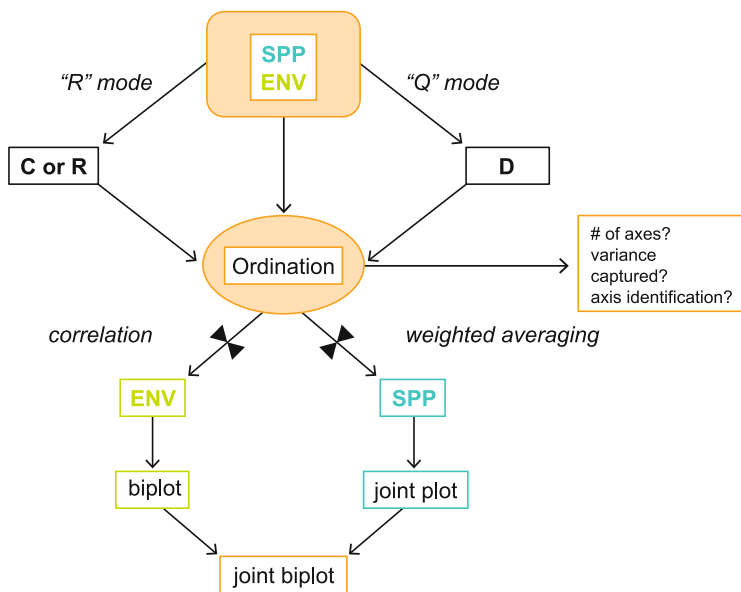 SPP
ENV
“R” mode
“Q” mode
C or R
D
Ordination
# of axes?
variance
captured?
axis identification?
correlation
weighted averaging
ENV
SPP
biplot
joint plot
joint biplot